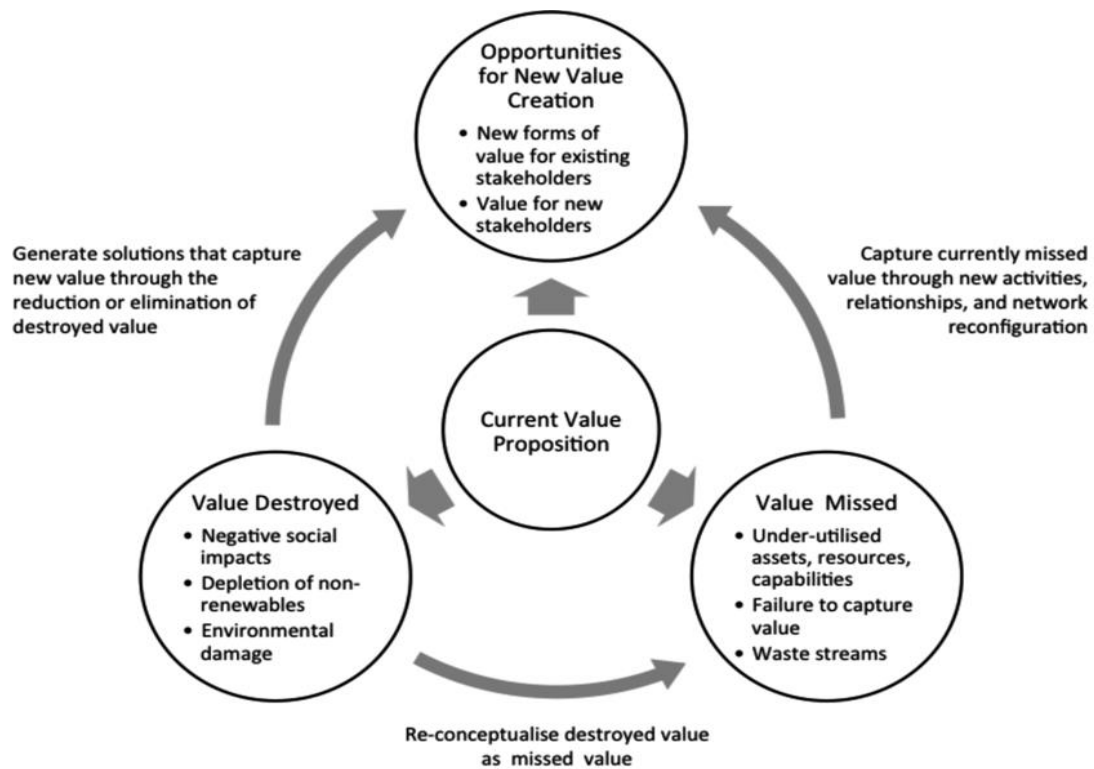 Opportunities
for New Value
Creation
• New forms of
value for existing
stakeholders
• Value for new
stakeholders
Generate solutions that capture
new value through the
reduction or elimination of
destroyed value
Capture currently missed
value through new activities,
relationships, and network
reconfiguration
Current Value
Proposition
Value Destroyed
• Negative social
impacts
• Depletion of non-
renewables
• Environmental
damage
Value Missed
• Under-utilised
assets, resources,
capabilities
• Failure to capture
value
• Waste streams
Re-conceptualise destroyed value
as missed value